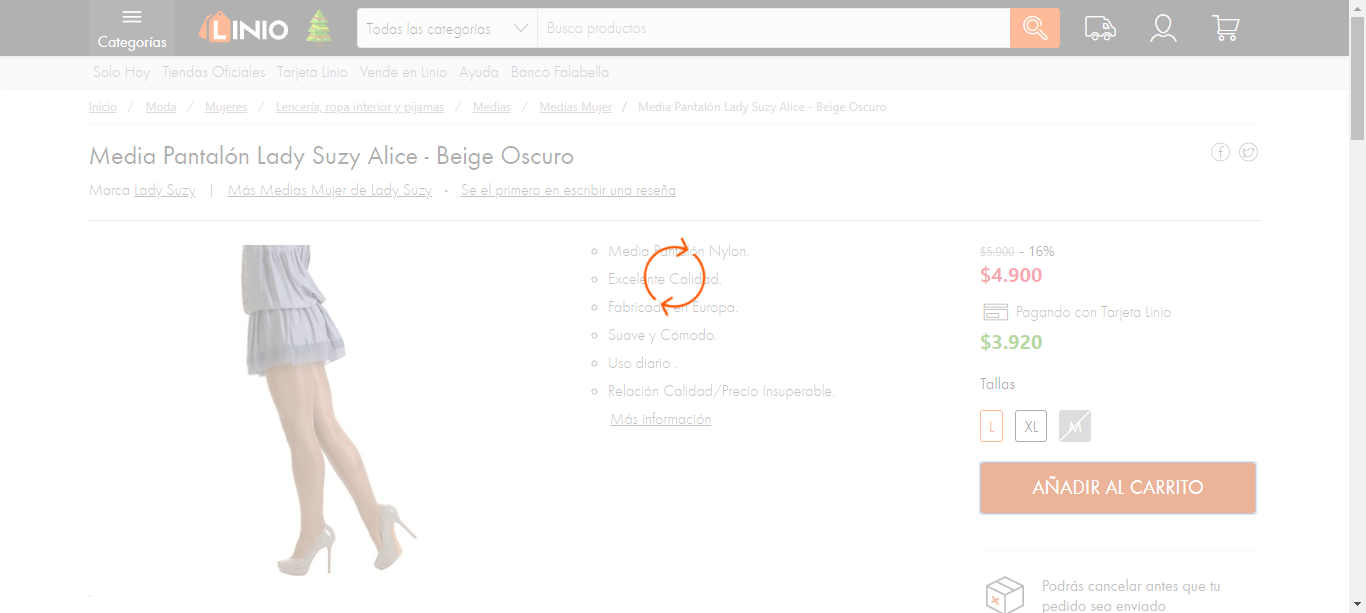 Categorías
LINIO
Todas las categorías
Busca productos
Solo Hoy Tiendas Oficiales Tarjeta Linio Vende en Linio Ayuda Banco Falabella
Inicio / Moda / Mujeres / Lencería, ropa interior y pijamas / Medias / Medias Mujer / Media Pantalón Lady Suzy Alice - Beige Oscuro
Media Pantalón Lady Suzy Alice - Beige Oscuro
Marca Lady Suzy | Más Medias Mujer de Lady Suzy · Se el primero en escribir una reseña
Media Pantalón Nylon.
Excelente Calidad.
Fabricada en Europa.
Suave y Cómodo.
Uso diario .
Relación Calidad/Precio Insuperable.
Más información
$5.900 - 16%
$4.900
Pagando con Tarjeta Linio
$3.920
Tallas
L XL M
AÑADIR AL CARRITO
Podrás cancelar antes que tu
pedido sea enviado